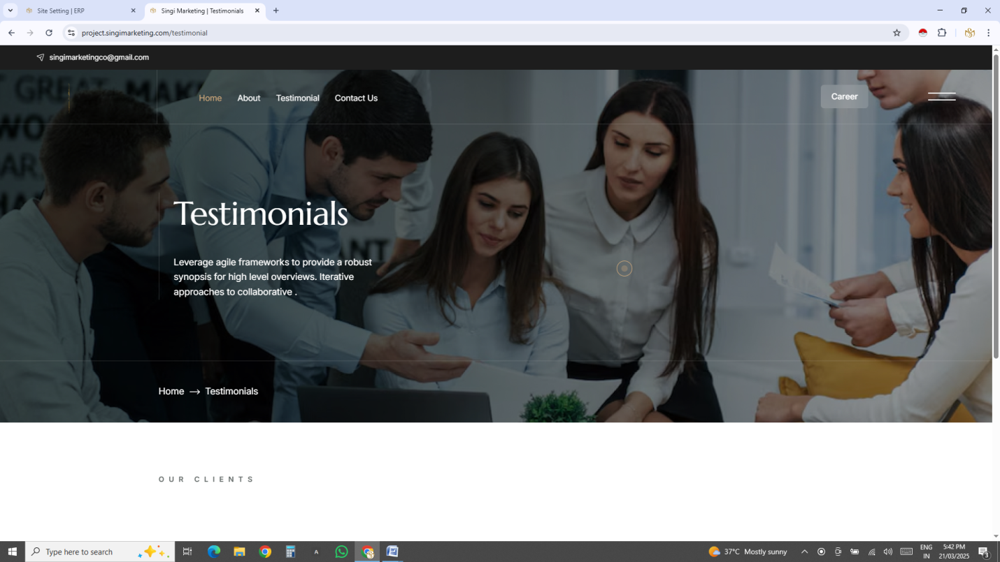 Site Setting | ERP
Singi Marketing | Testimonials
project.singimarketing.com/testimonial
singimarketingco@gmail.com
GREAT
Home
About
Testimonial
Contact Us
Career
Testimonials
Leverage agile frameworks to provide a robust
synopsis for high level overviews. Iterative
approaches to collaborative .
Home → Testimonials
OUR CLIENTS
Type here to search
37°C Mostly sunny
ENG
IN
5:42 PM
21/03/2025
3